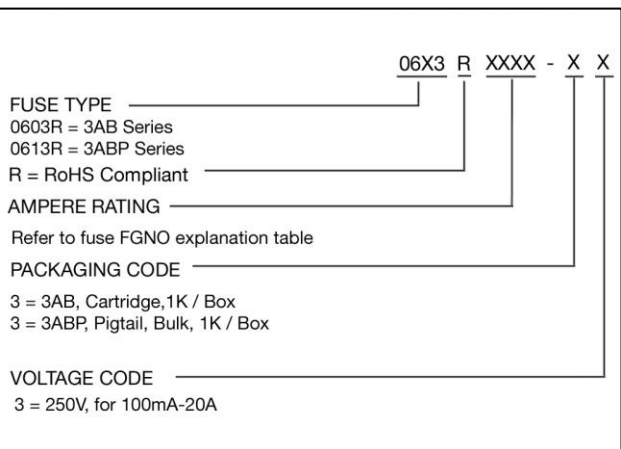 06X3 R XXXX - X X
FUSE TYPE
0603R = 3AB Series
0613R = 3ABP Series
R = RoHS Compliant
AMPERE RATING
Refer to fuse FGNO explanation table
PACKAGING CODE
3 = 3AB, Cartridge,1K / Box
3 = 3ABP, Pigtail, Bulk, 1K / Box
VOLTAGE CODE
3 = 250V, for 100mA-20A